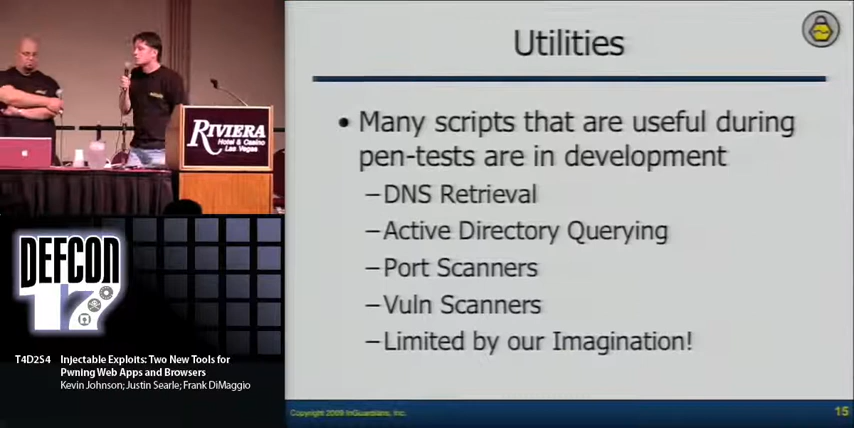 Utilities
• Many scripts that are useful during
pen-tests are in development
–DNS Retrieval
–Active Directory Querying
–Port Scanners
–Vuln Scanners
–Limited by our Imagination!
Copyright 2009 InGuardians, Inc.
15
RIVIERA
Hotel & Casino
Las Vegas
DEFCON
17
T4D2S4 Injectable Exploits: Two New Tools for
Pwning Web Apps and Browsers
Kevin Johnson; Justin Searle; Frank DiMaggio